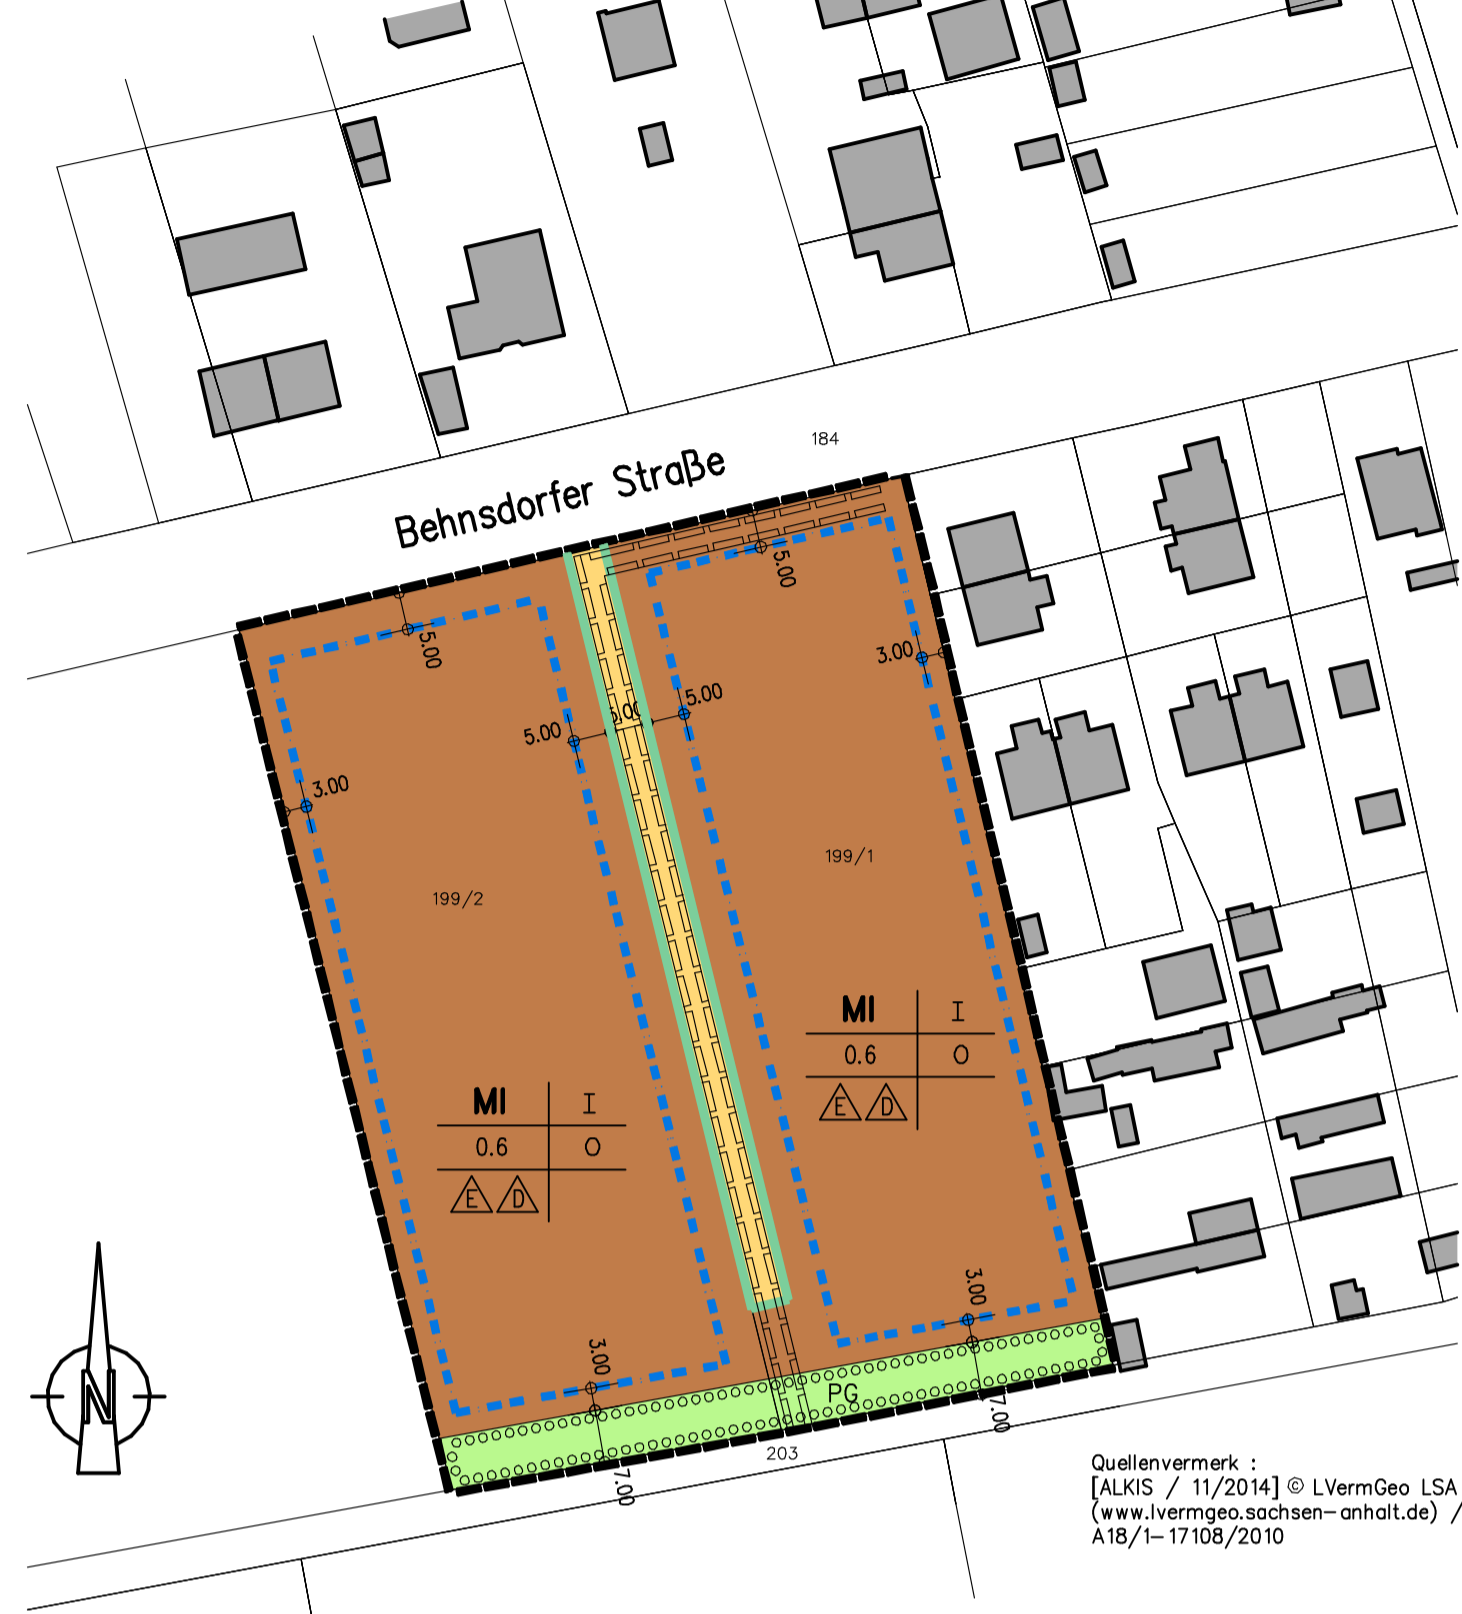 184
Behnsdorfer Straße
5.00
5.00
3.00
5.00
5.00
3.00
199/1
199/2
MI I
0.6 O
E D
MI I
0.6 O
E D
3.00
3.00
PG
7.00
203
7.00
N
Quellenvermerk :
[ALKIS / 11/2014] © LVermGeo LSA
(www.lvermgeo.sachsen-anhalt.de) /
A18/1-17108/2010